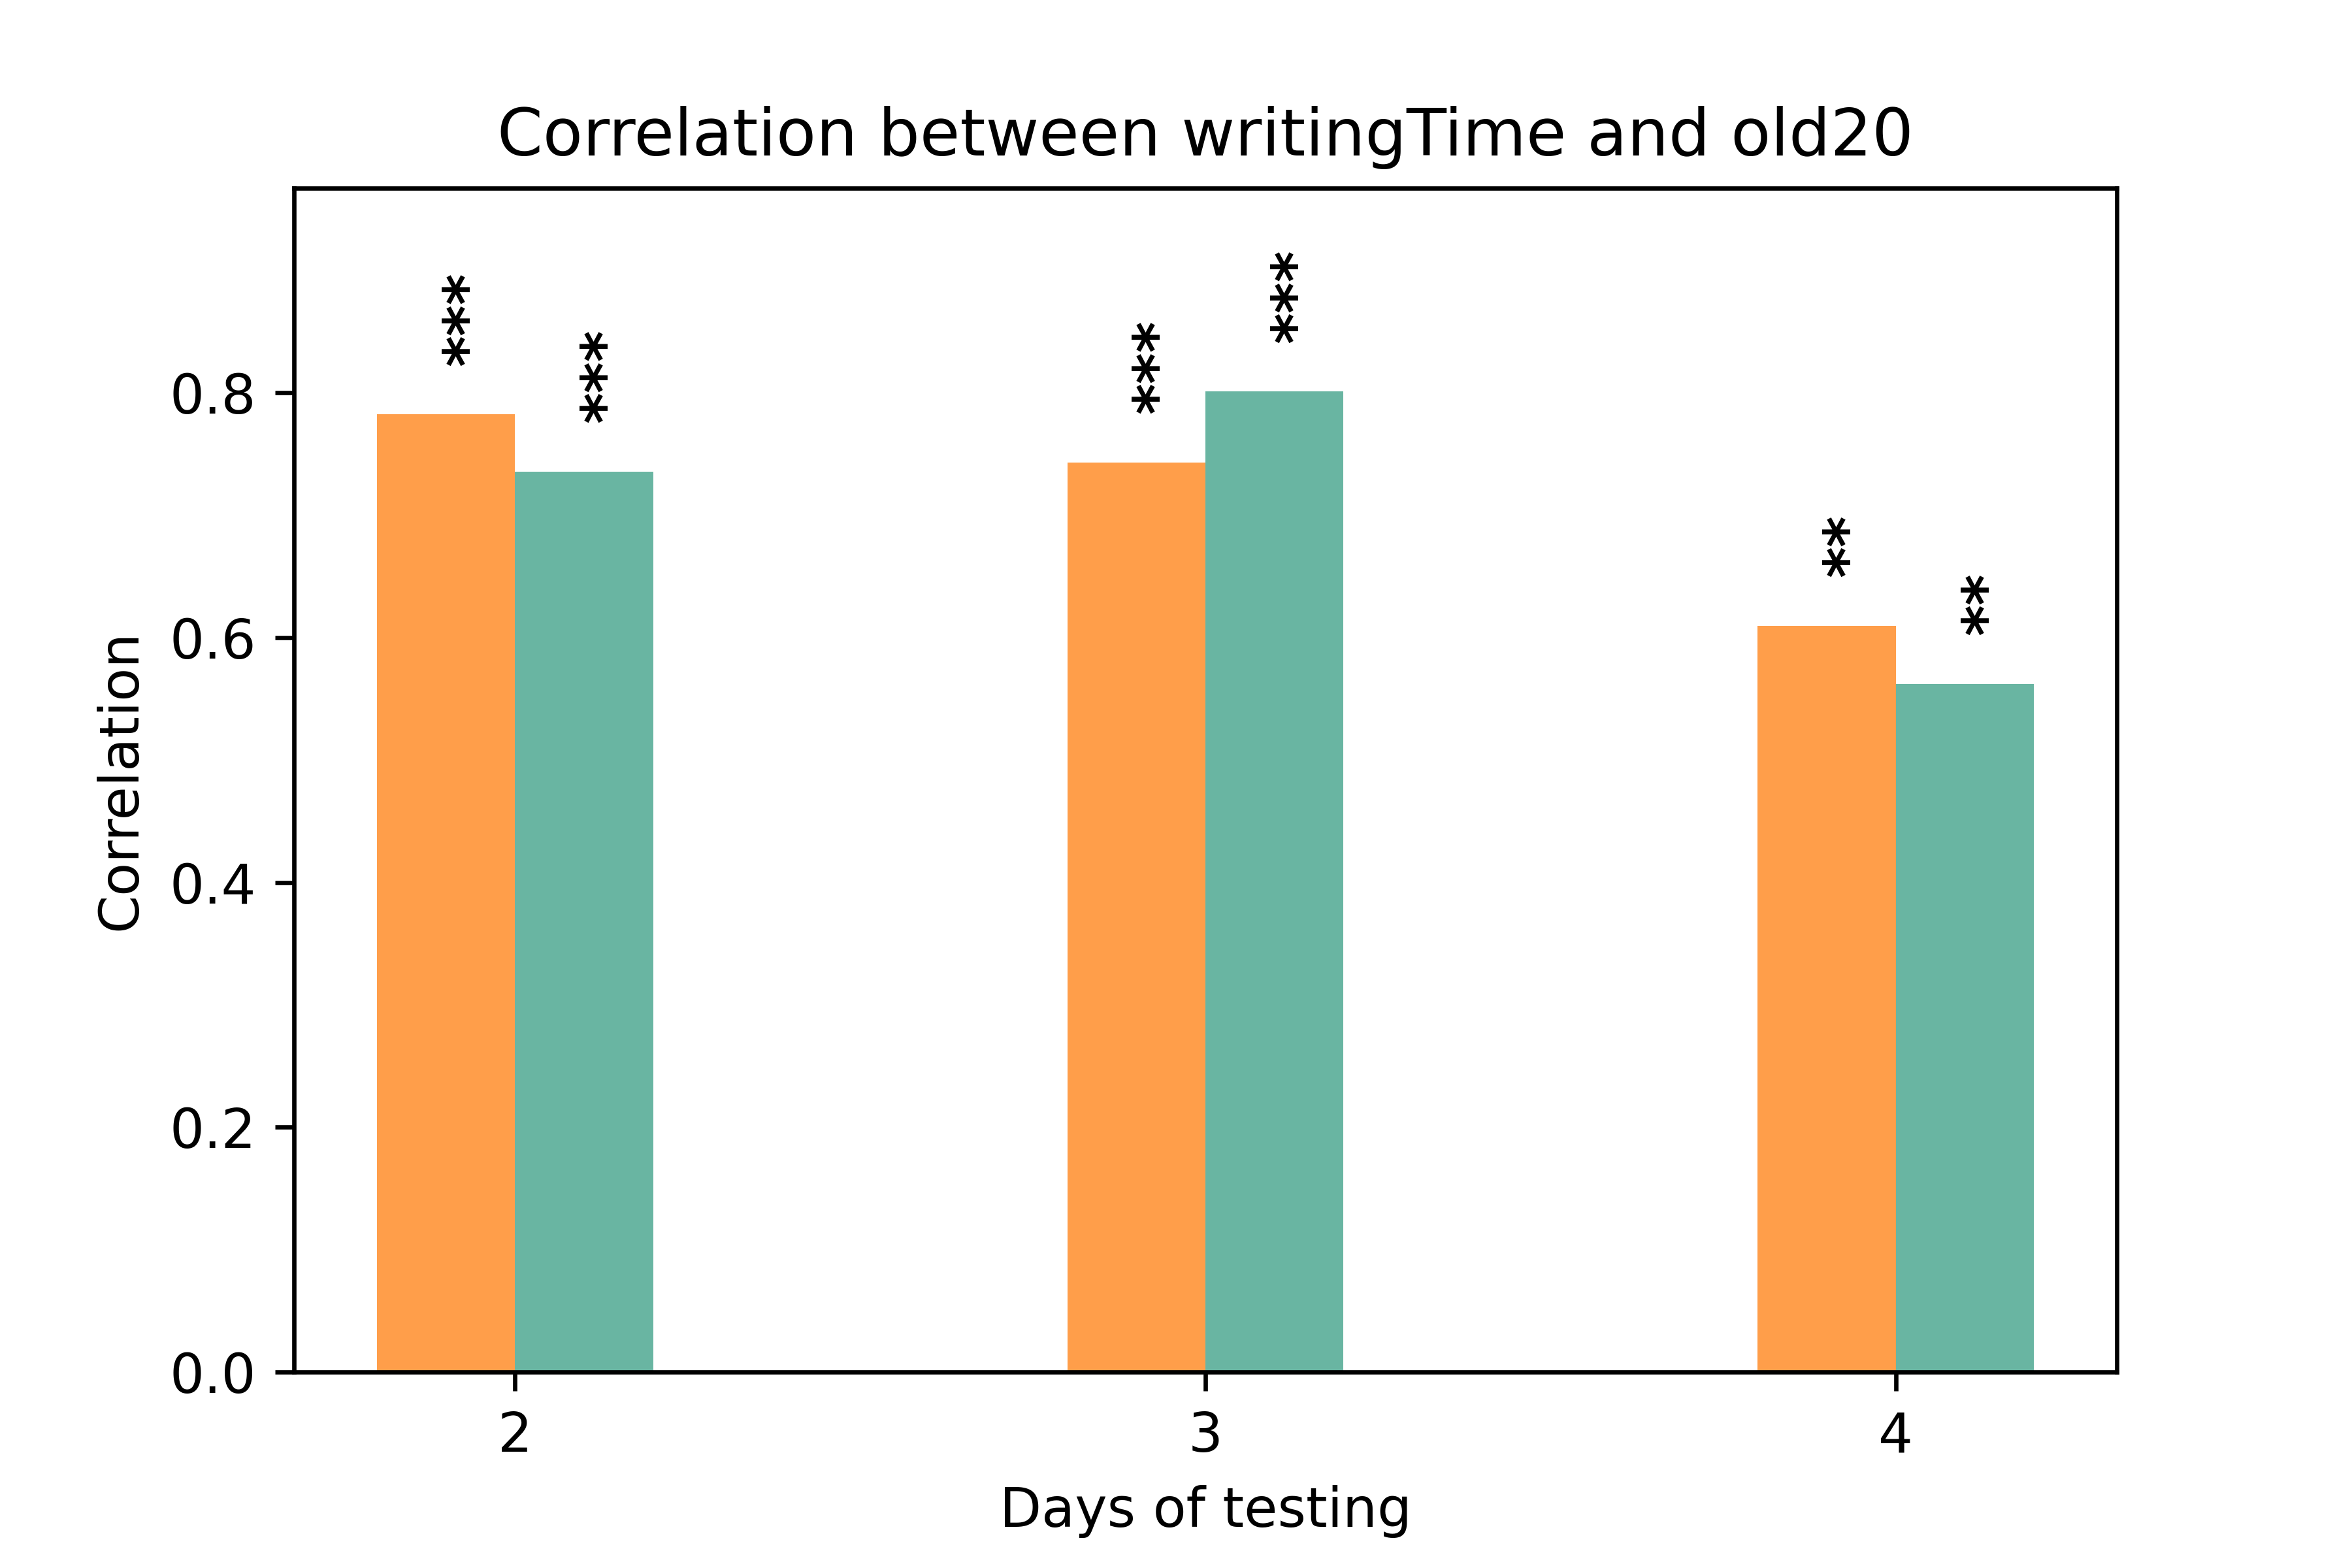 Correlation between writingTime and old20
Correlation
0.8
0.6
0.4
0.2
0.0
***
***
***
***
**
**
2 3 4
Days of testing